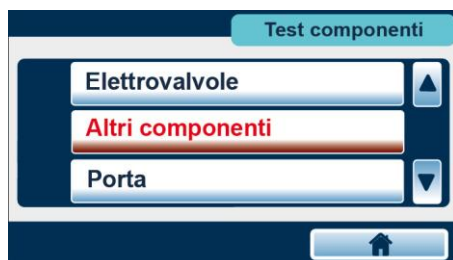 Test componenti
Elettrovalvole
Altri componenti
Porta